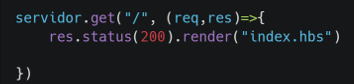 servidor.get("/", (req,res)=>{
    res.status(200).render("index.hbs")
})